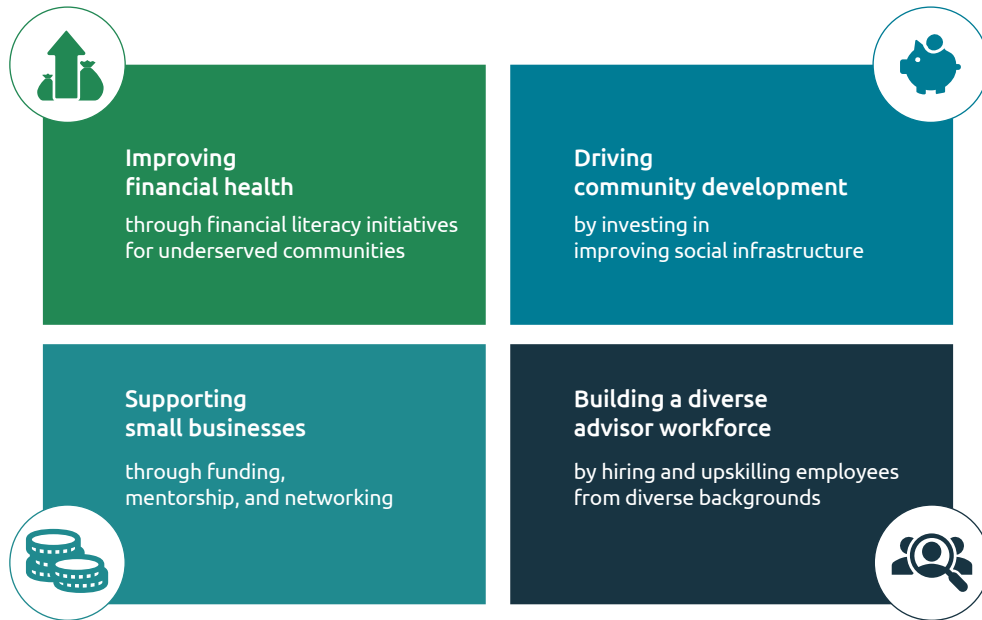 Improving
financial health
through financial literacy initiatives
for underserved communities
Driving
community development
by investing in
improving social infrastructure
Supporting
small businesses
through funding,
mentorship, and networking
Building a diverse
advisor workforce
by hiring and upskilling employees
from diverse backgrounds